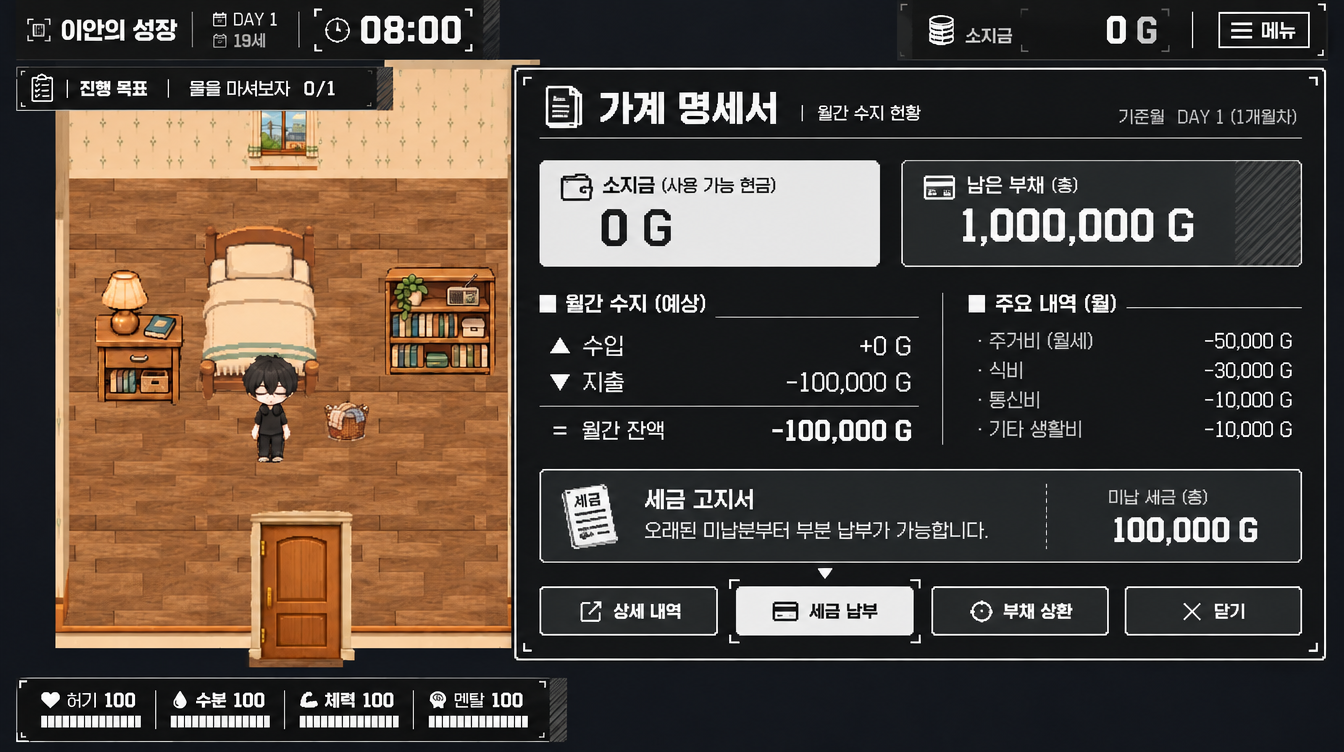 이안의 성장
DAY 1
19세
08:00
소지금 0 G
메뉴
진행 목표 물을 마셔보자 0/1
가계 명세서 월간 수지 현황
기준월 DAY 1 (1개월차)
소지금 (사용 가능 현금)
0 G
남은 부채 (총)
1,000,000 G
월간 수지 (예상)
▲ 수입 +0 G
▼ 지출 -100,000 G
= 월간 잔액 -100,000 G
주요 내역 (월)
· 주거비 (월세) -50,000 G
· 식비 -30,000 G
· 통신비 -10,000 G
· 기타 생활비 -10,000 G
세금
세금 고지서
오래된 미납분부터 부분 납부가 가능합니다.
미납 세금 (총)
100,000 G
상세 내역
세금 납부
부채 상환
닫기
허기 100
수분 100
체력 100
멘탈 100